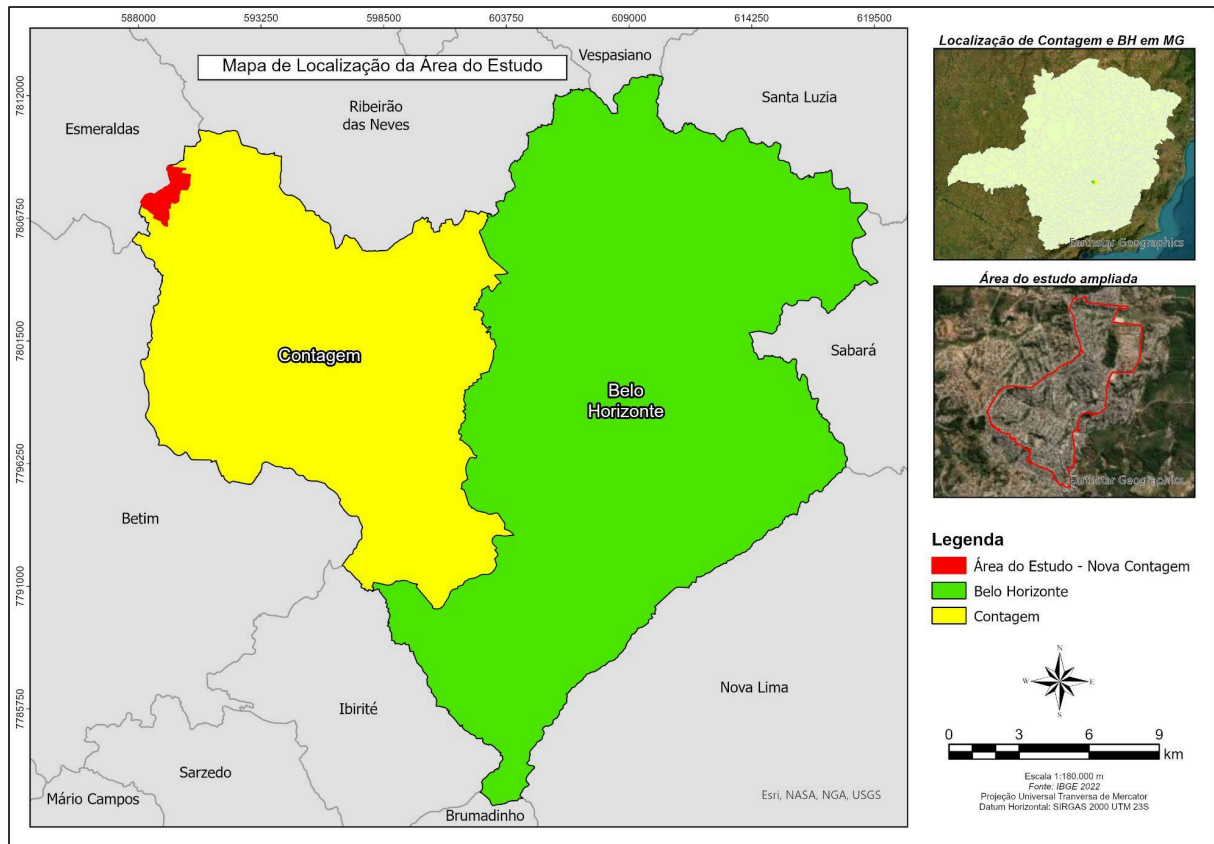 588000
593250
598500
603750
609000
614250
619500
Mapa de Localização da Área do Estudo
Vespasiano
Santa Luzia
Ribeirão
das Neves
Esmeraldas
7812000
7806750
7801500
7796250
7791000
7785750
Contagem
Belo
Horizonte
Sabará
Betim
Nova Lima
Ibirité
Sarzedo
Mário Campos
Brumadinho
Esri, NASA, NGA, USGS
Localização de Contagem e BH em MG
Earthstar Geographics
Área do estudo ampliada
Earthstar Geographics
Legenda
Área do Estudo - Nova Contagem
Belo Horizonte
Contagem
N
W E
S
0 3 6 9
km
Escala 1:180.000 m
Fonte: IBGE 2022
Projeção Universal Tranversa de Mercator
Datum Horizontal: SIRGAS 2000 UTM 23S